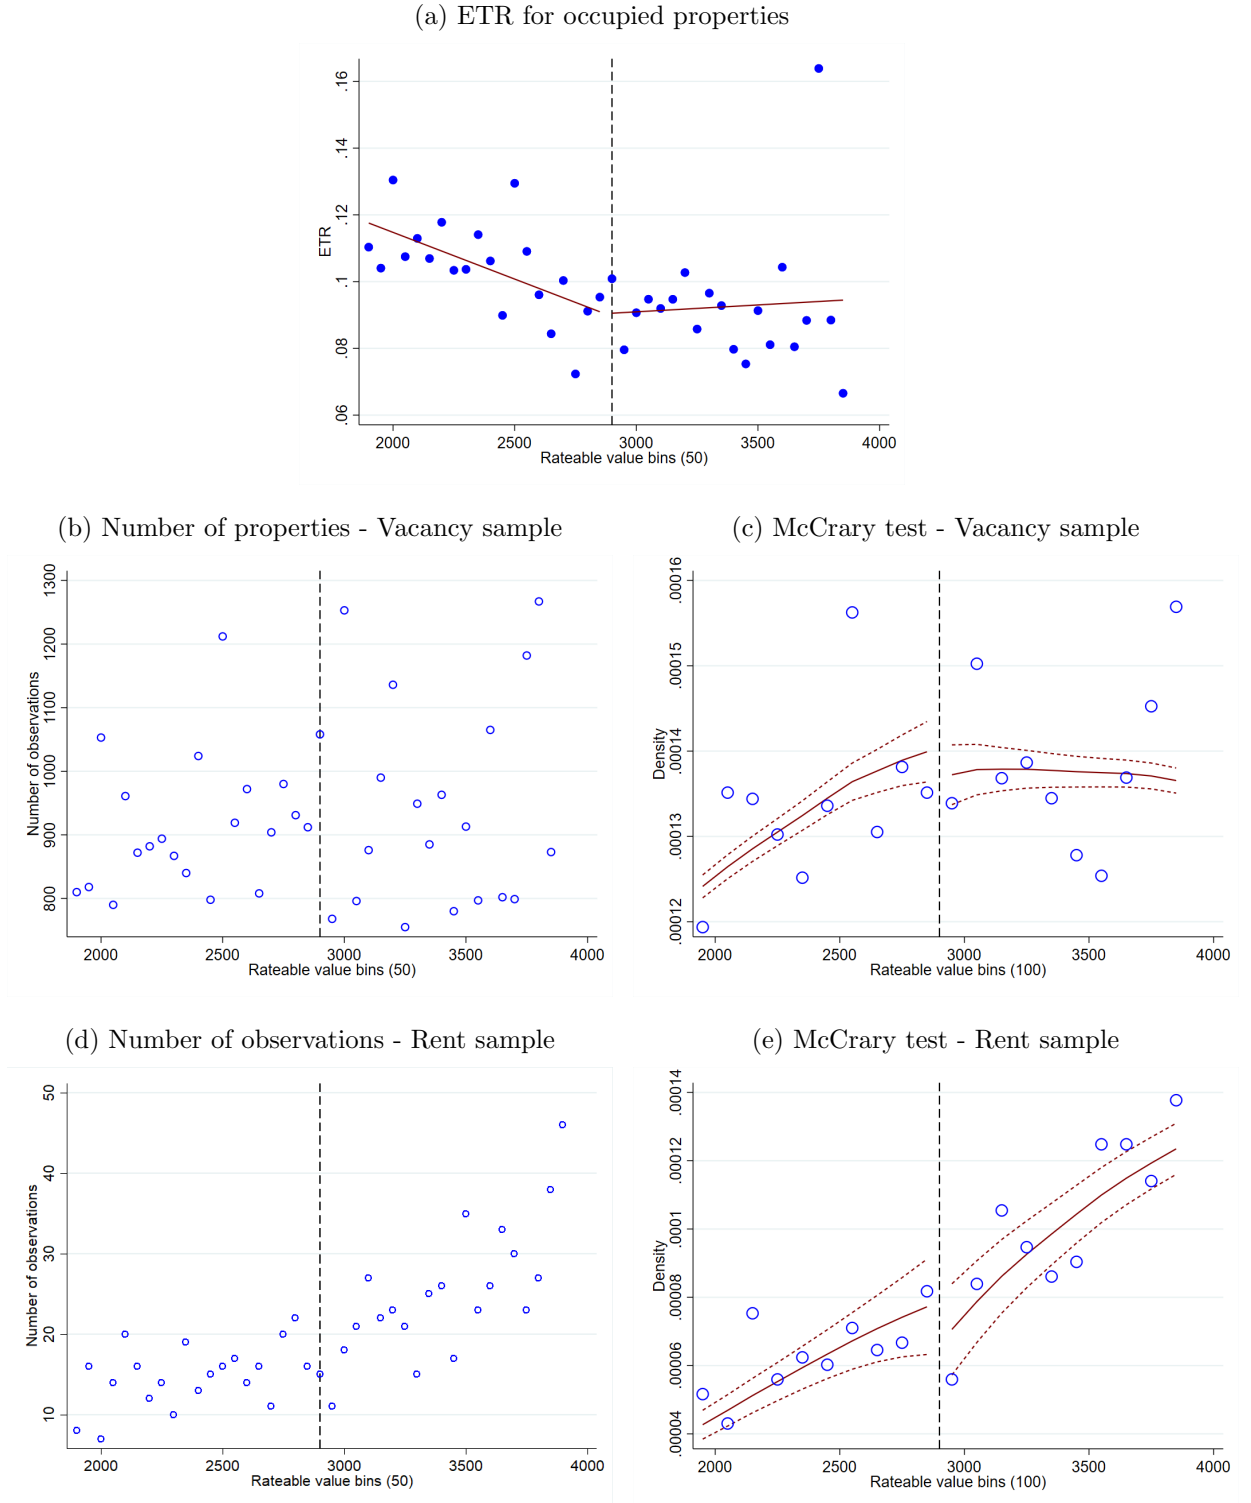 (a) ETR for occupied properties
.16
.14
.12
.1
.08
.06
ETR
2000 2500 3000 3500 4000
Rateable value bins (50)
(b) Number of properties - Vacancy sample
1300
1200
1100
1000
900
800
Number of observations
2000 2500 3000 3500 4000
Rateable value bins (50)
(c) McCrary test - Vacancy sample
.00016
.00015
.00014
.00013
.00012
Density
2000 2500 3000 3500 4000
Rateable value bins (100)
(d) Number of observations - Rent sample
50
40
30
20
10
Number of observations
2000 2500 3000 3500 4000
Rateable value bins (50)
(e) McCrary test - Rent sample
.00014
.00012
.0001
.00008
.00006
.00004
Density
2000 2500 3000 3500 4000
Rateable value bins (100)